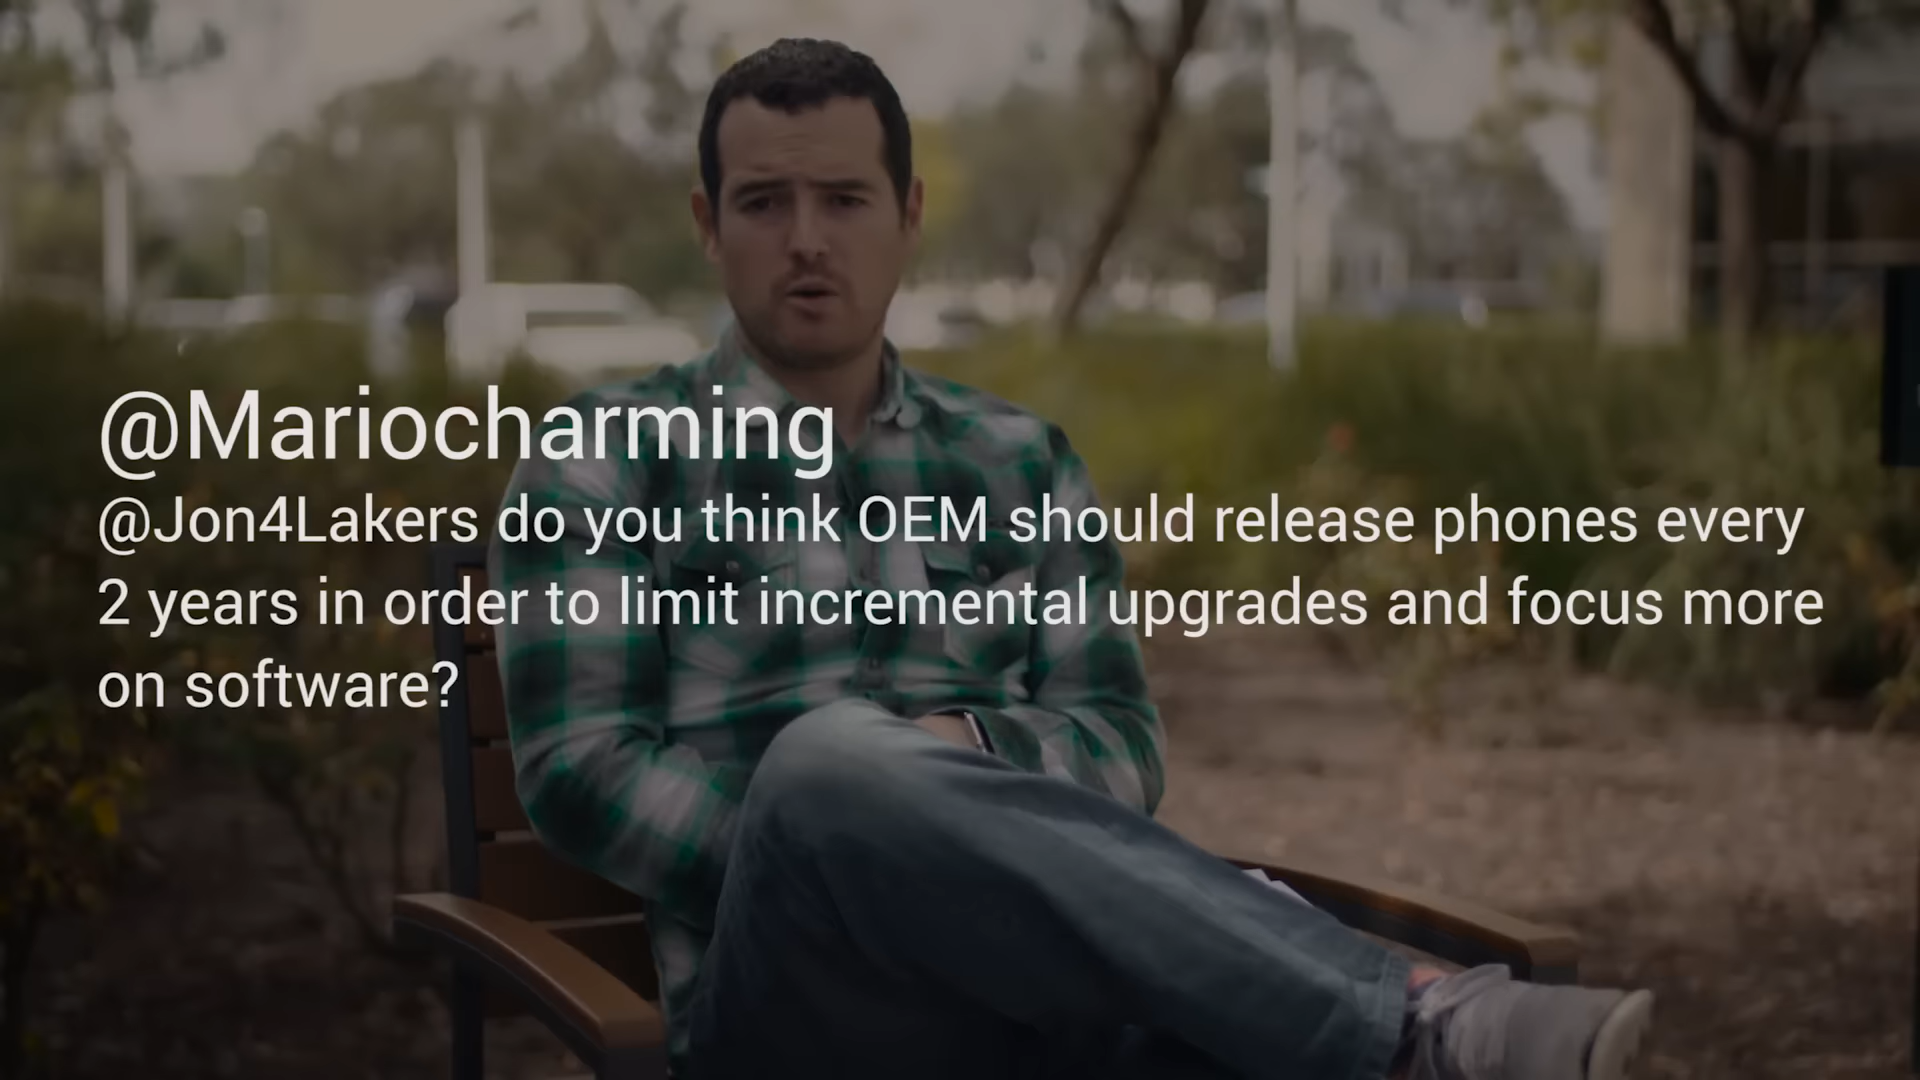 @Mariocharming
@Jon4Lakers do you think OEM should release phones every
2 years in order to limit incremental upgrades and focus more
on software?